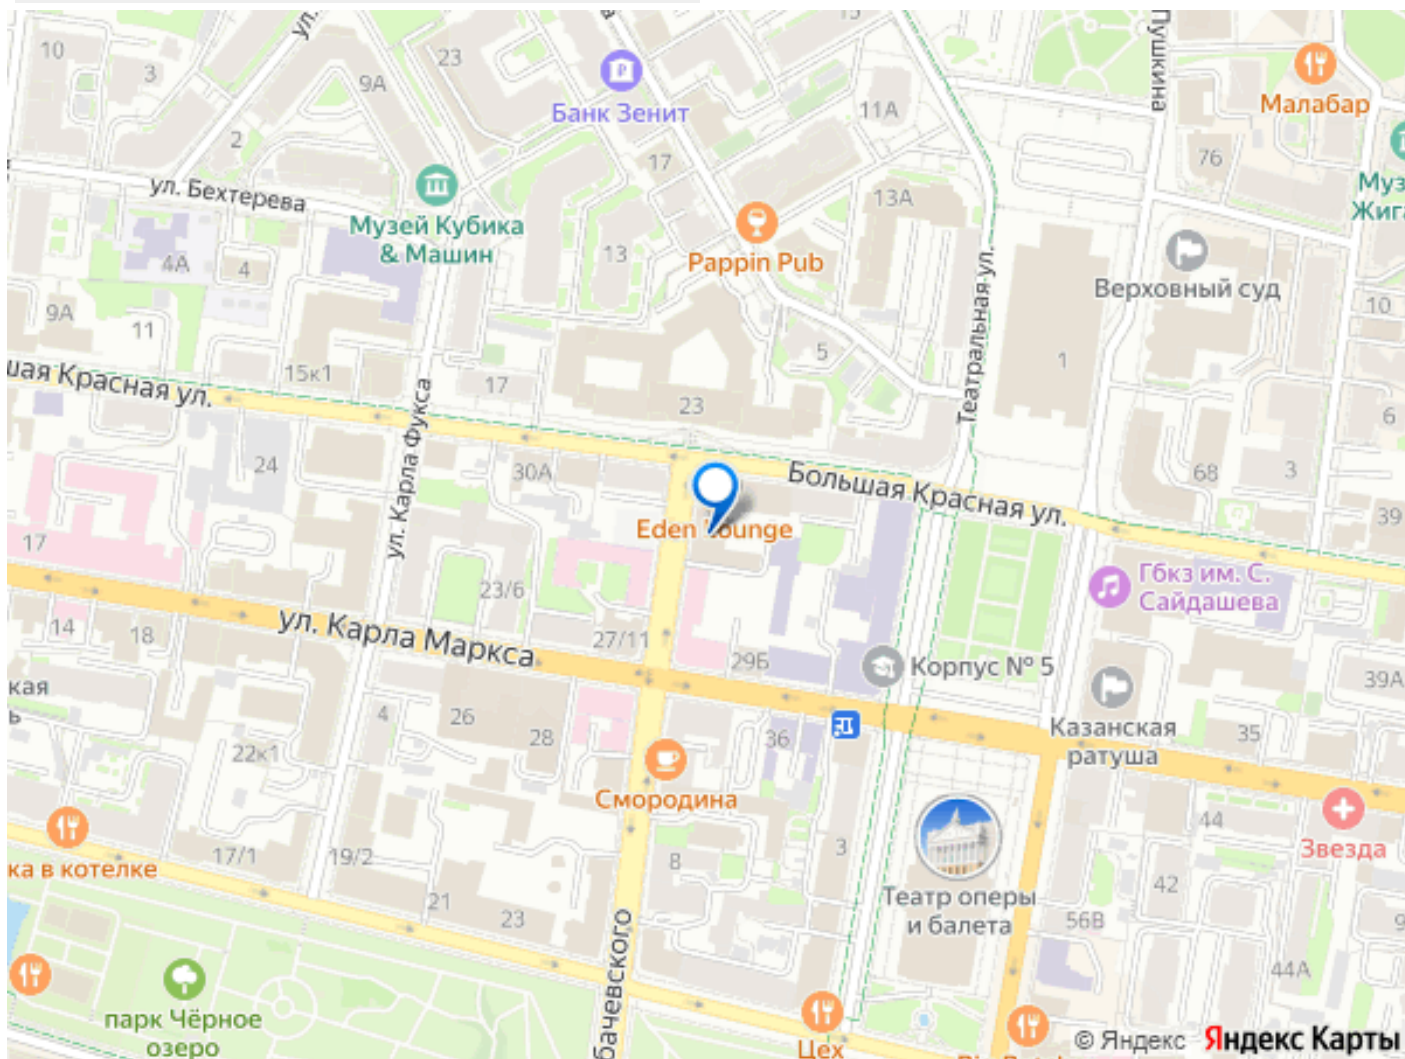 15
10
3
ул.
23
9А
Банк Зенит
11А
Пушкина
Малабар
2
17
76
ул. Бехтерева
13А
Музей Кубика
& Машин
13
Pappin Pub
4А
4
Театральная ул.
Верховный суд
9А
11
10
5
1
15к1
17
23
6
Большая Красная ул.
ул. Карла Фукса
24
30А
68
3
Eden Lounge
39
17
23/6
Гбкз им. С.
Сайдашева
14
18
ул. Карла Маркса
27/11
29Б
Корпус № 5
39А
4
26
28
36
Казанская
ратуша
35
22к1
Смородина
44
17/1
19/2
8
3
Звезда
ка в котелке
42
Театр оперы
и балета
21
23
56В
44А
бачевского
парк Чёрное
озеро
Цех
© Яндекс Яндекс Карты